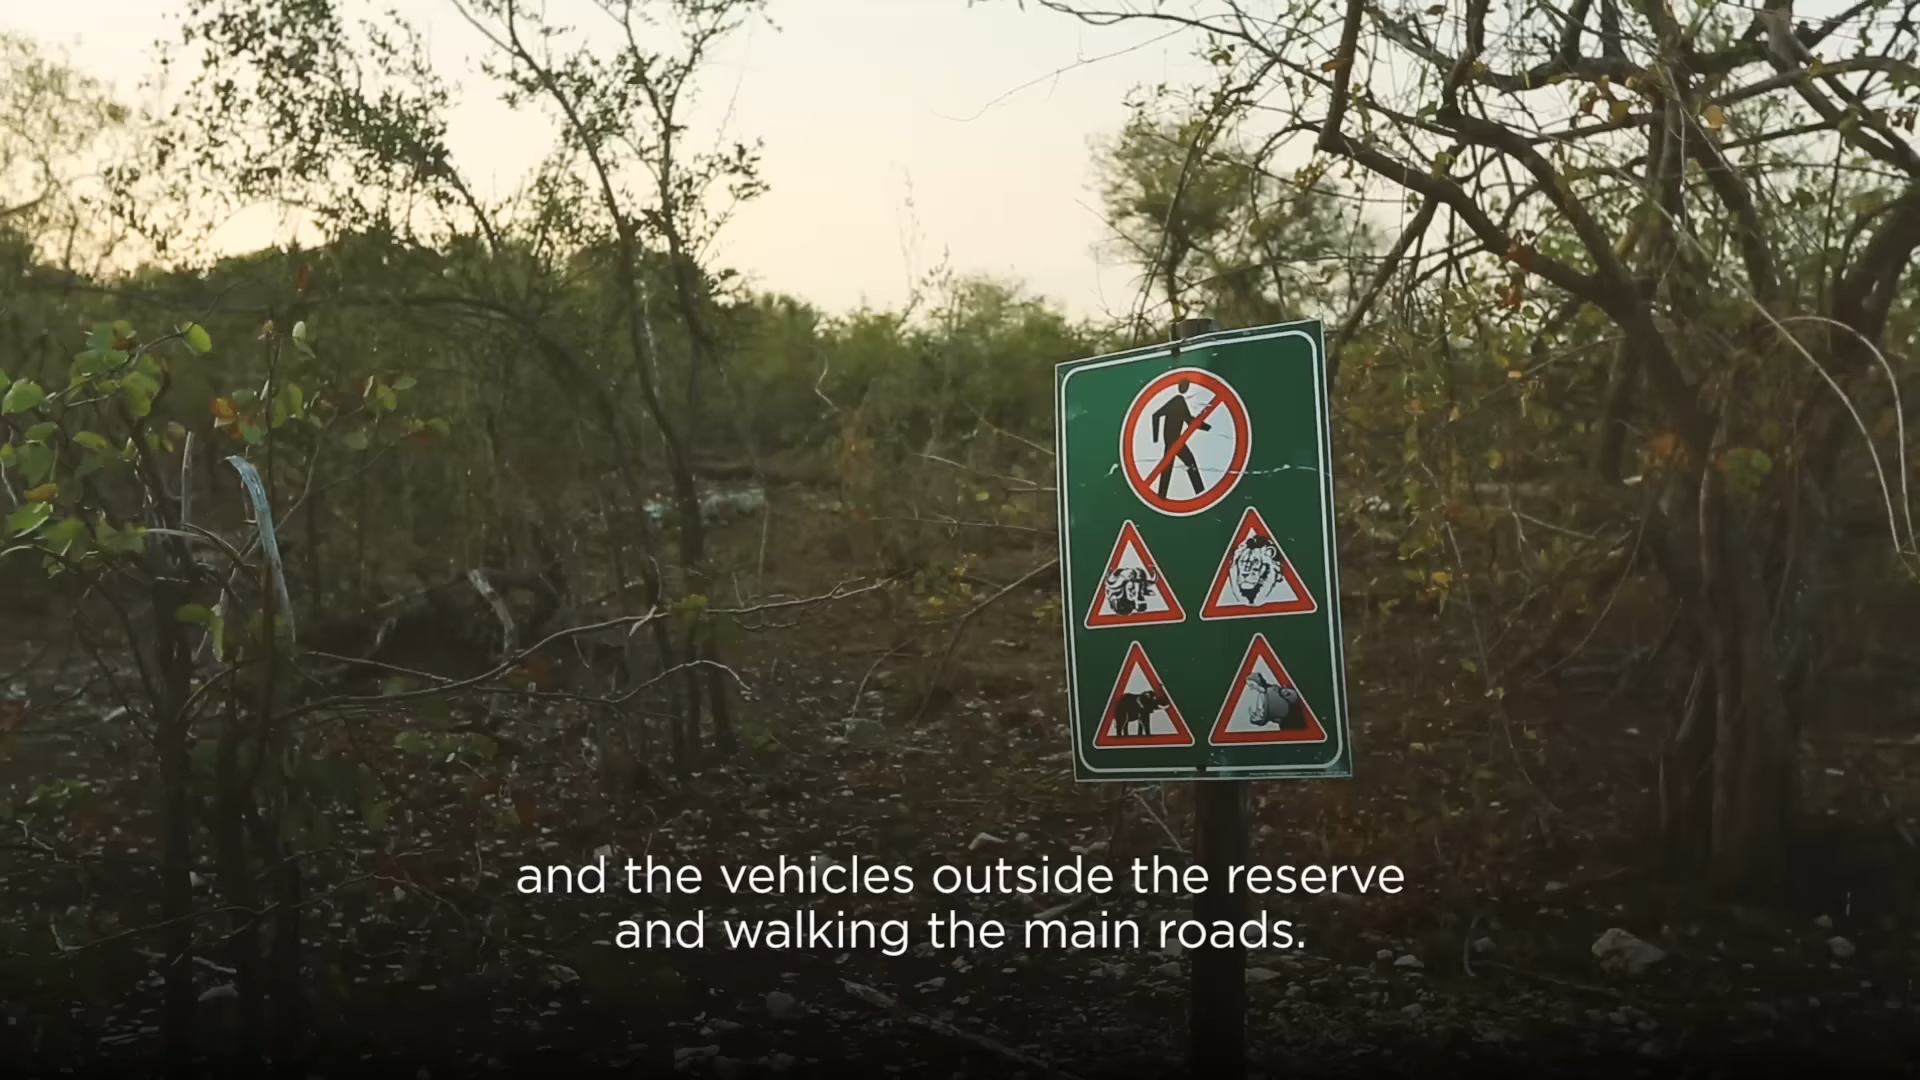 and the vehicles outside the reserve
and walking the main roads.